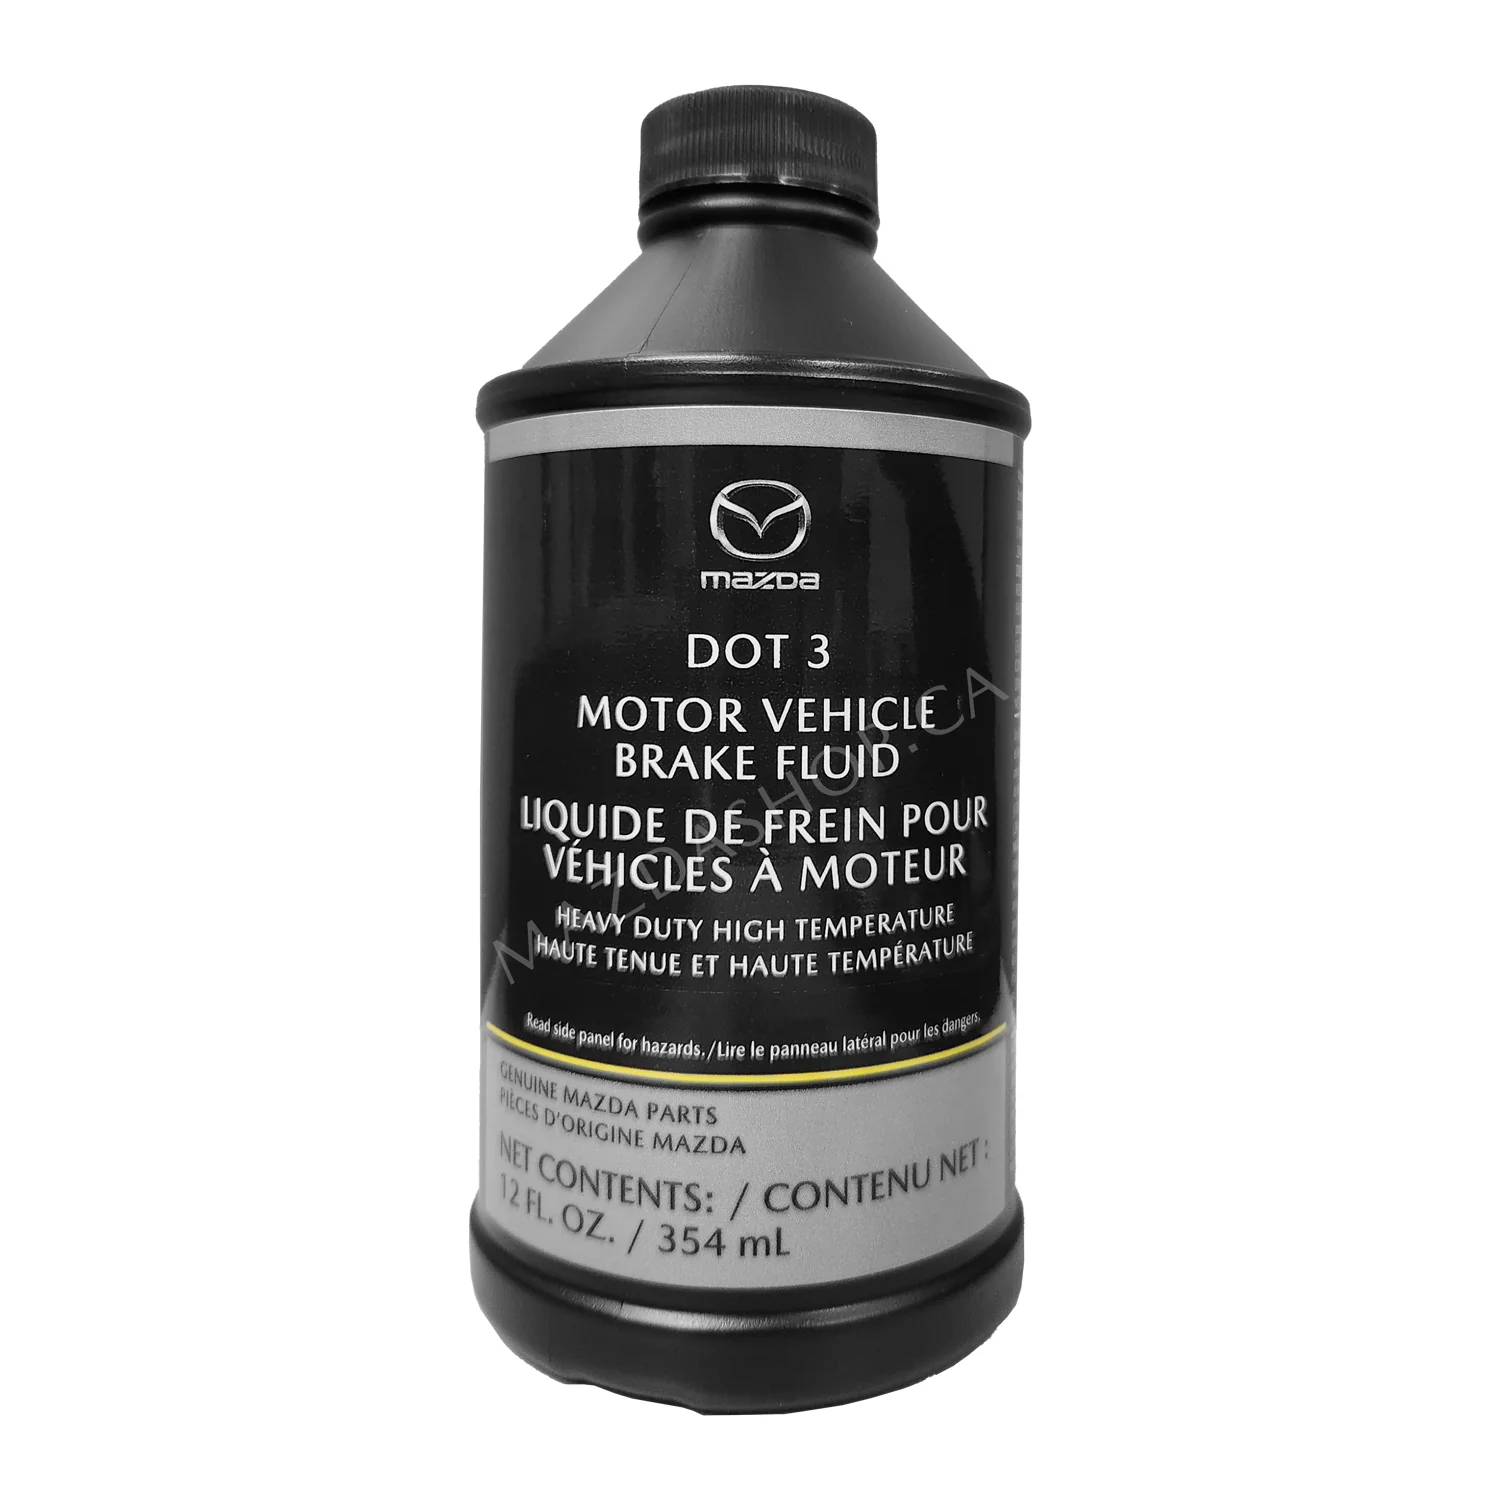 mazda
DOT 3
MOTOR VEHICLE
BRAKE FLUID
LIQUIDE DE FREIN POUR
VÉHICLES À MOTEUR
HEAVY DUTY HIGH TEMPERATURE
HAUTE TENUE ET HAUTE TEMPÉRATURE
Read side panel for hazards./Lire le panneau latéral pour les dangers.
GENUINE MAZDA PARTS
PIÈCES D'ORIGINE MAZDA
NET CONTENTS: / CONTENU NET :
12 FL. OZ. / 354 mL
MAZDASHOP.CA